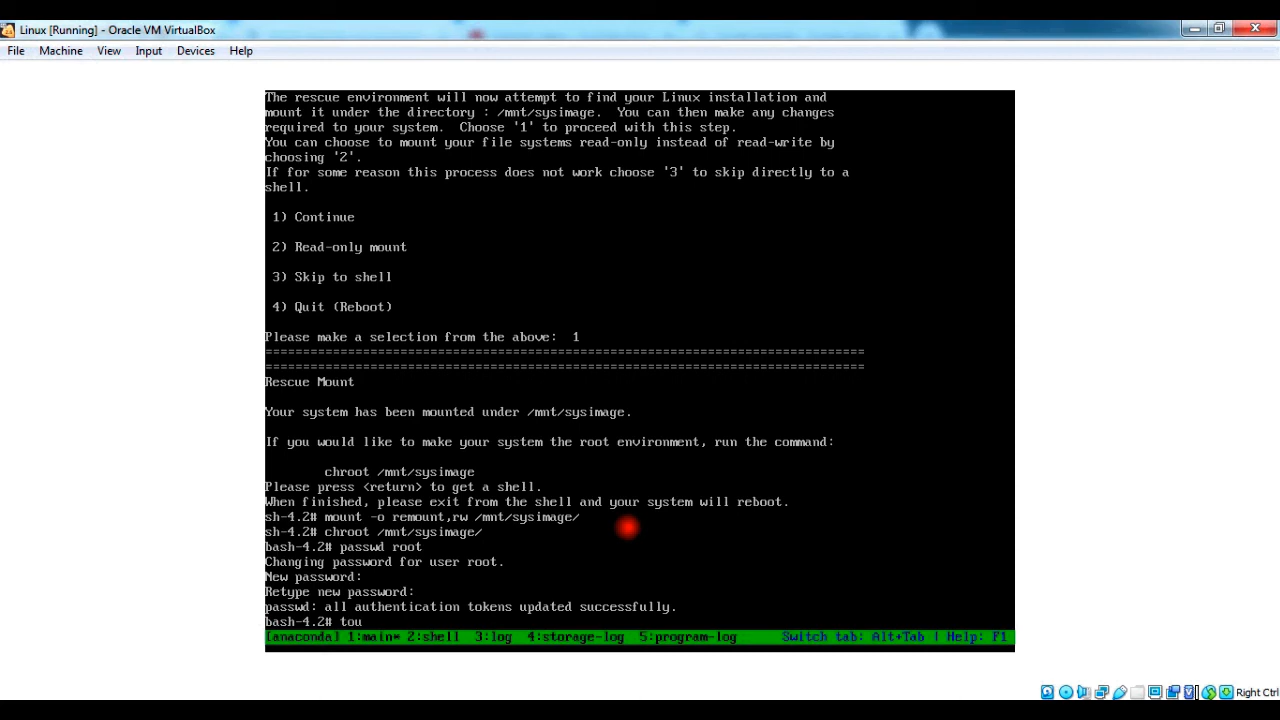 Linux [Running] - Oracle VM VirtualBox
File Machine View Input Devices Help
The rescue environment will now attempt to find your Linux installation and
mount it under the directory : /mnt/sysimage.  You can then make any changes
required to your system.  Choose '1' to proceed with this step.
You can choose to mount your file systems read-only instead of read-write by
choosing '2'.
If for some reason this process does not work choose '3' to skip directly to a
shell.
1) Continue
2) Read-only mount
3) Skip to shell
4) Quit (Reboot)
Please make a selection from the above:  1
================================================================================
================================================================================
Rescue Mount
Your system has been mounted under /mnt/sysimage.
If you would like to make your system the root environment, run the command:
chroot /mnt/sysimage
Please press <return> to get a shell.
When finished, please exit from the shell and your system will reboot.
sh-4.2# mount -o remount,rw /mnt/sysimage/
sh-4.2# chroot /mnt/sysimage/
bash-4.2# passwd root
Changing password for user root.
New password:
Retype new password:
passwd: all authentication tokens updated successfully.
bash-4.2# tou
[anaconda] 1:main* 2:shell  3:log  4:storage-log  5:program-log Switch tab: Alt+Tab | Help: F1
Right Ctrl